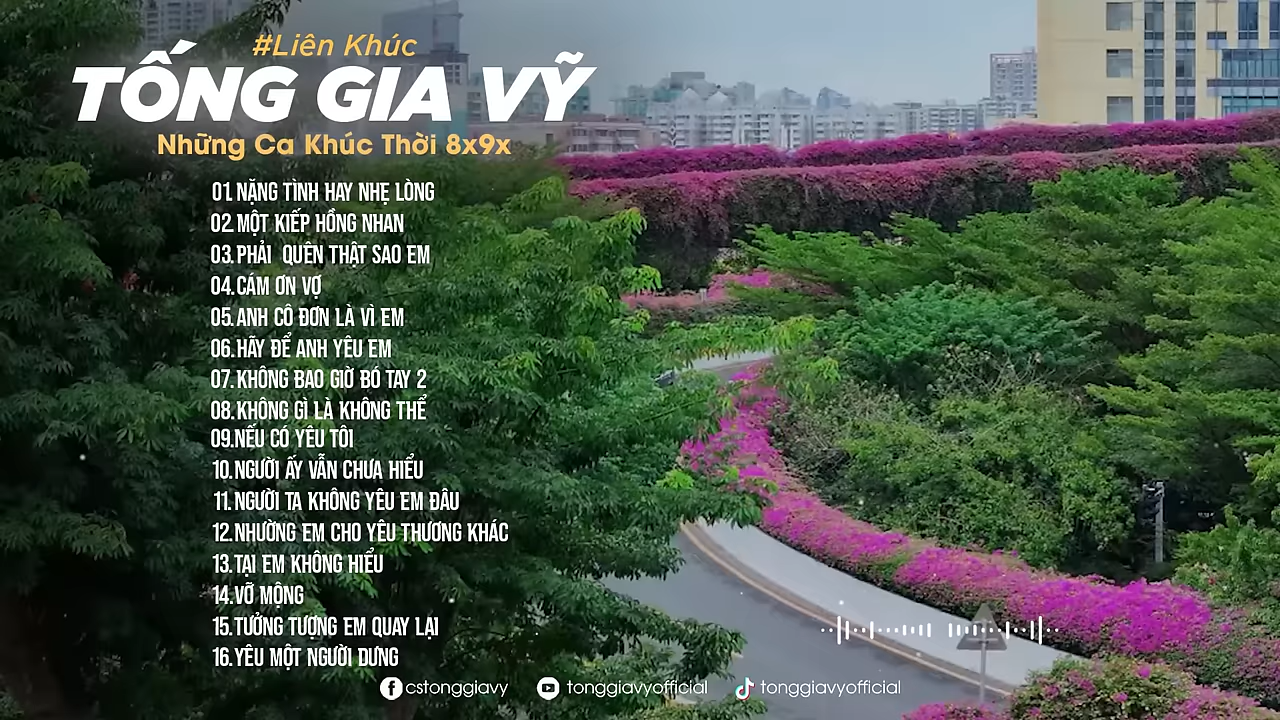 #Liên Khúc
TỐNG GIA VỸ
Những Ca Khúc Thời 8x9x
01. NẶNG TÌNH HAY NHẸ LÒNG
02. MỘT KIẾP HỒNG NHAN
03. PHẢI QUÊN THẬT SAO EM
04. CÁM ƠN VỢ
05. ANH CÔ ĐƠN LÀ VÌ EM
06. HÃY ĐỂ ANH YÊU EM
07. KHÔNG BAO GIỜ BÓ TAY 2
08. KHÔNG GÌ LÀ KHÔNG THỂ
09. NẾU CÓ YÊU TÔI
10. NGƯỜI ẤY VẪN CHƯA HIỂU
11. NGƯỜI TA KHÔNG YÊU EM ĐÂU
12. NHƯỜNG EM CHO YÊU THƯƠNG KHÁC
13. TẠI EM KHÔNG HIỂU
14. VỠ MỘNG
15. TƯỞNG TƯỢNG EM QUAY LẠI
16. YÊU MỘT NGƯỜI DƯNG
cstonggiavy tonggiavyofficial tonggiavyofficial